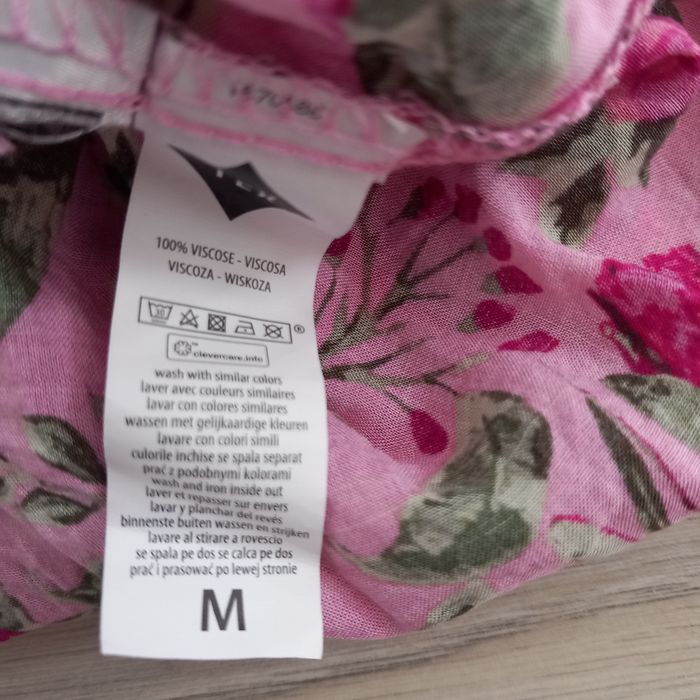 100% VISCOSE - VISCOSA
VISCOZA - WISKOZA
clevercare.info
wash with similar colors
laver avec couleurs similaires
lavar con colores similares
wassen met gelijkaardige kleuren
lavare con colori simili
culorile inchise se spala separat
prać z podobnymi kolorami
wash and iron inside out
laver et repasser sur envers
lavar y planchar del revés
binnenste buiten wassen en strijken
lavare al stirare a rovescio
se spala pe dos se calca pe dos
prać i prasować po lewej stronie
M